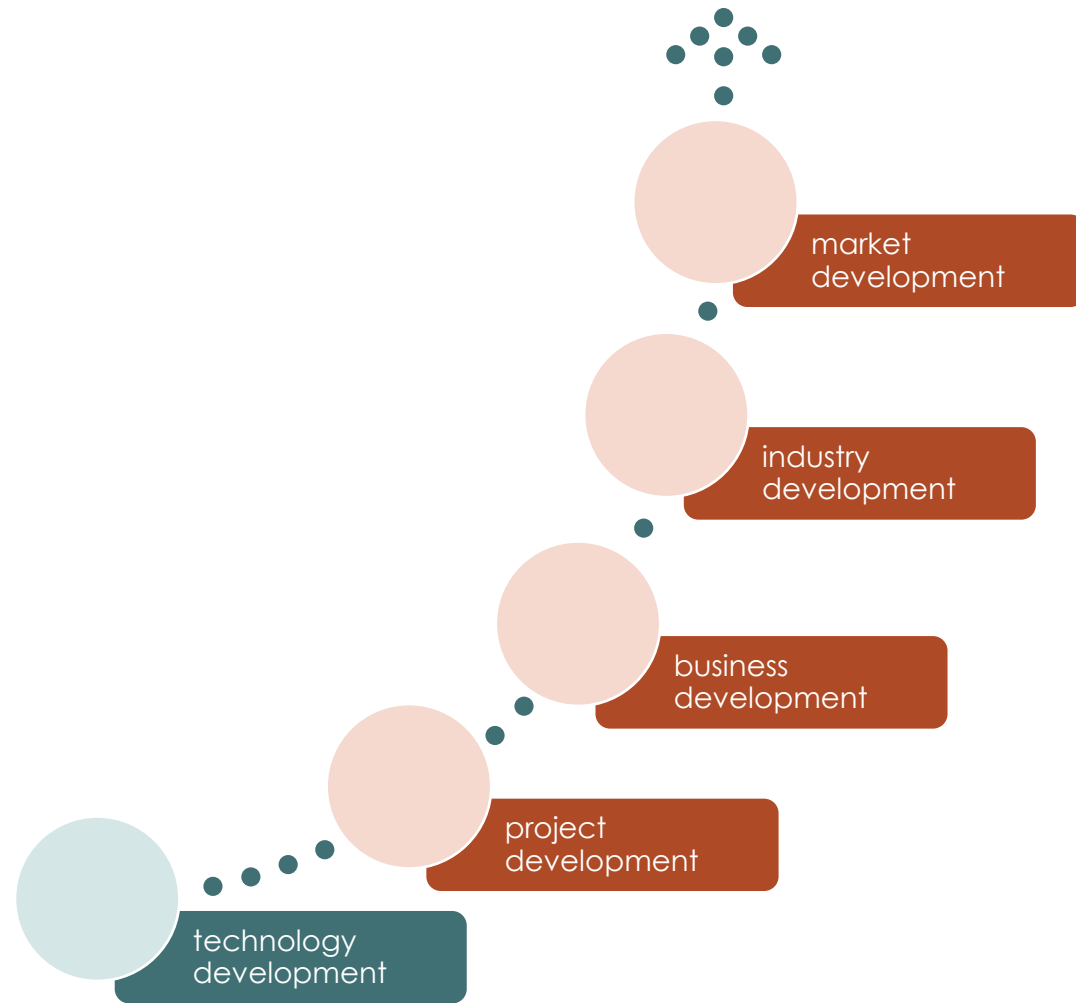 market
development
industry
development
business
development
project
development
technology
development